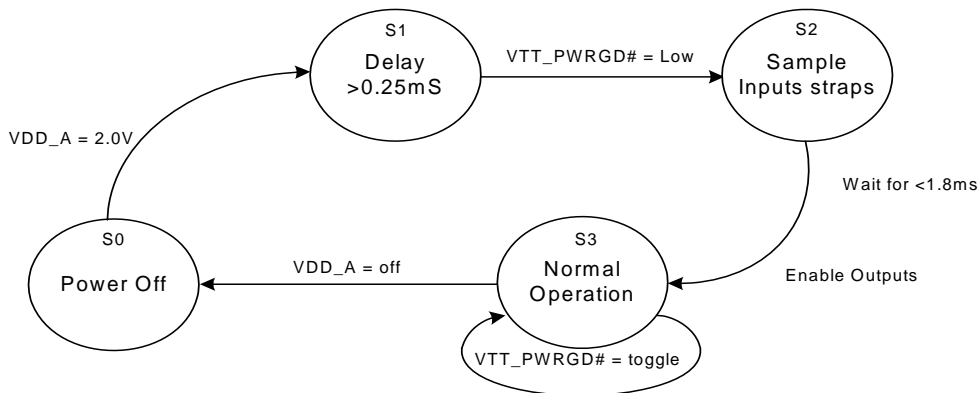 S1
Delay
>0.25mS
VTT_PWRGD# = Low
S2
Sample
Inputs straps
VDD_A = 2.0V
Wait for <1.8ms
S0
Power Off
VDD_A = off
S3
Normal
Operation
Enable Outputs
VTT_PWRGD# = toggle